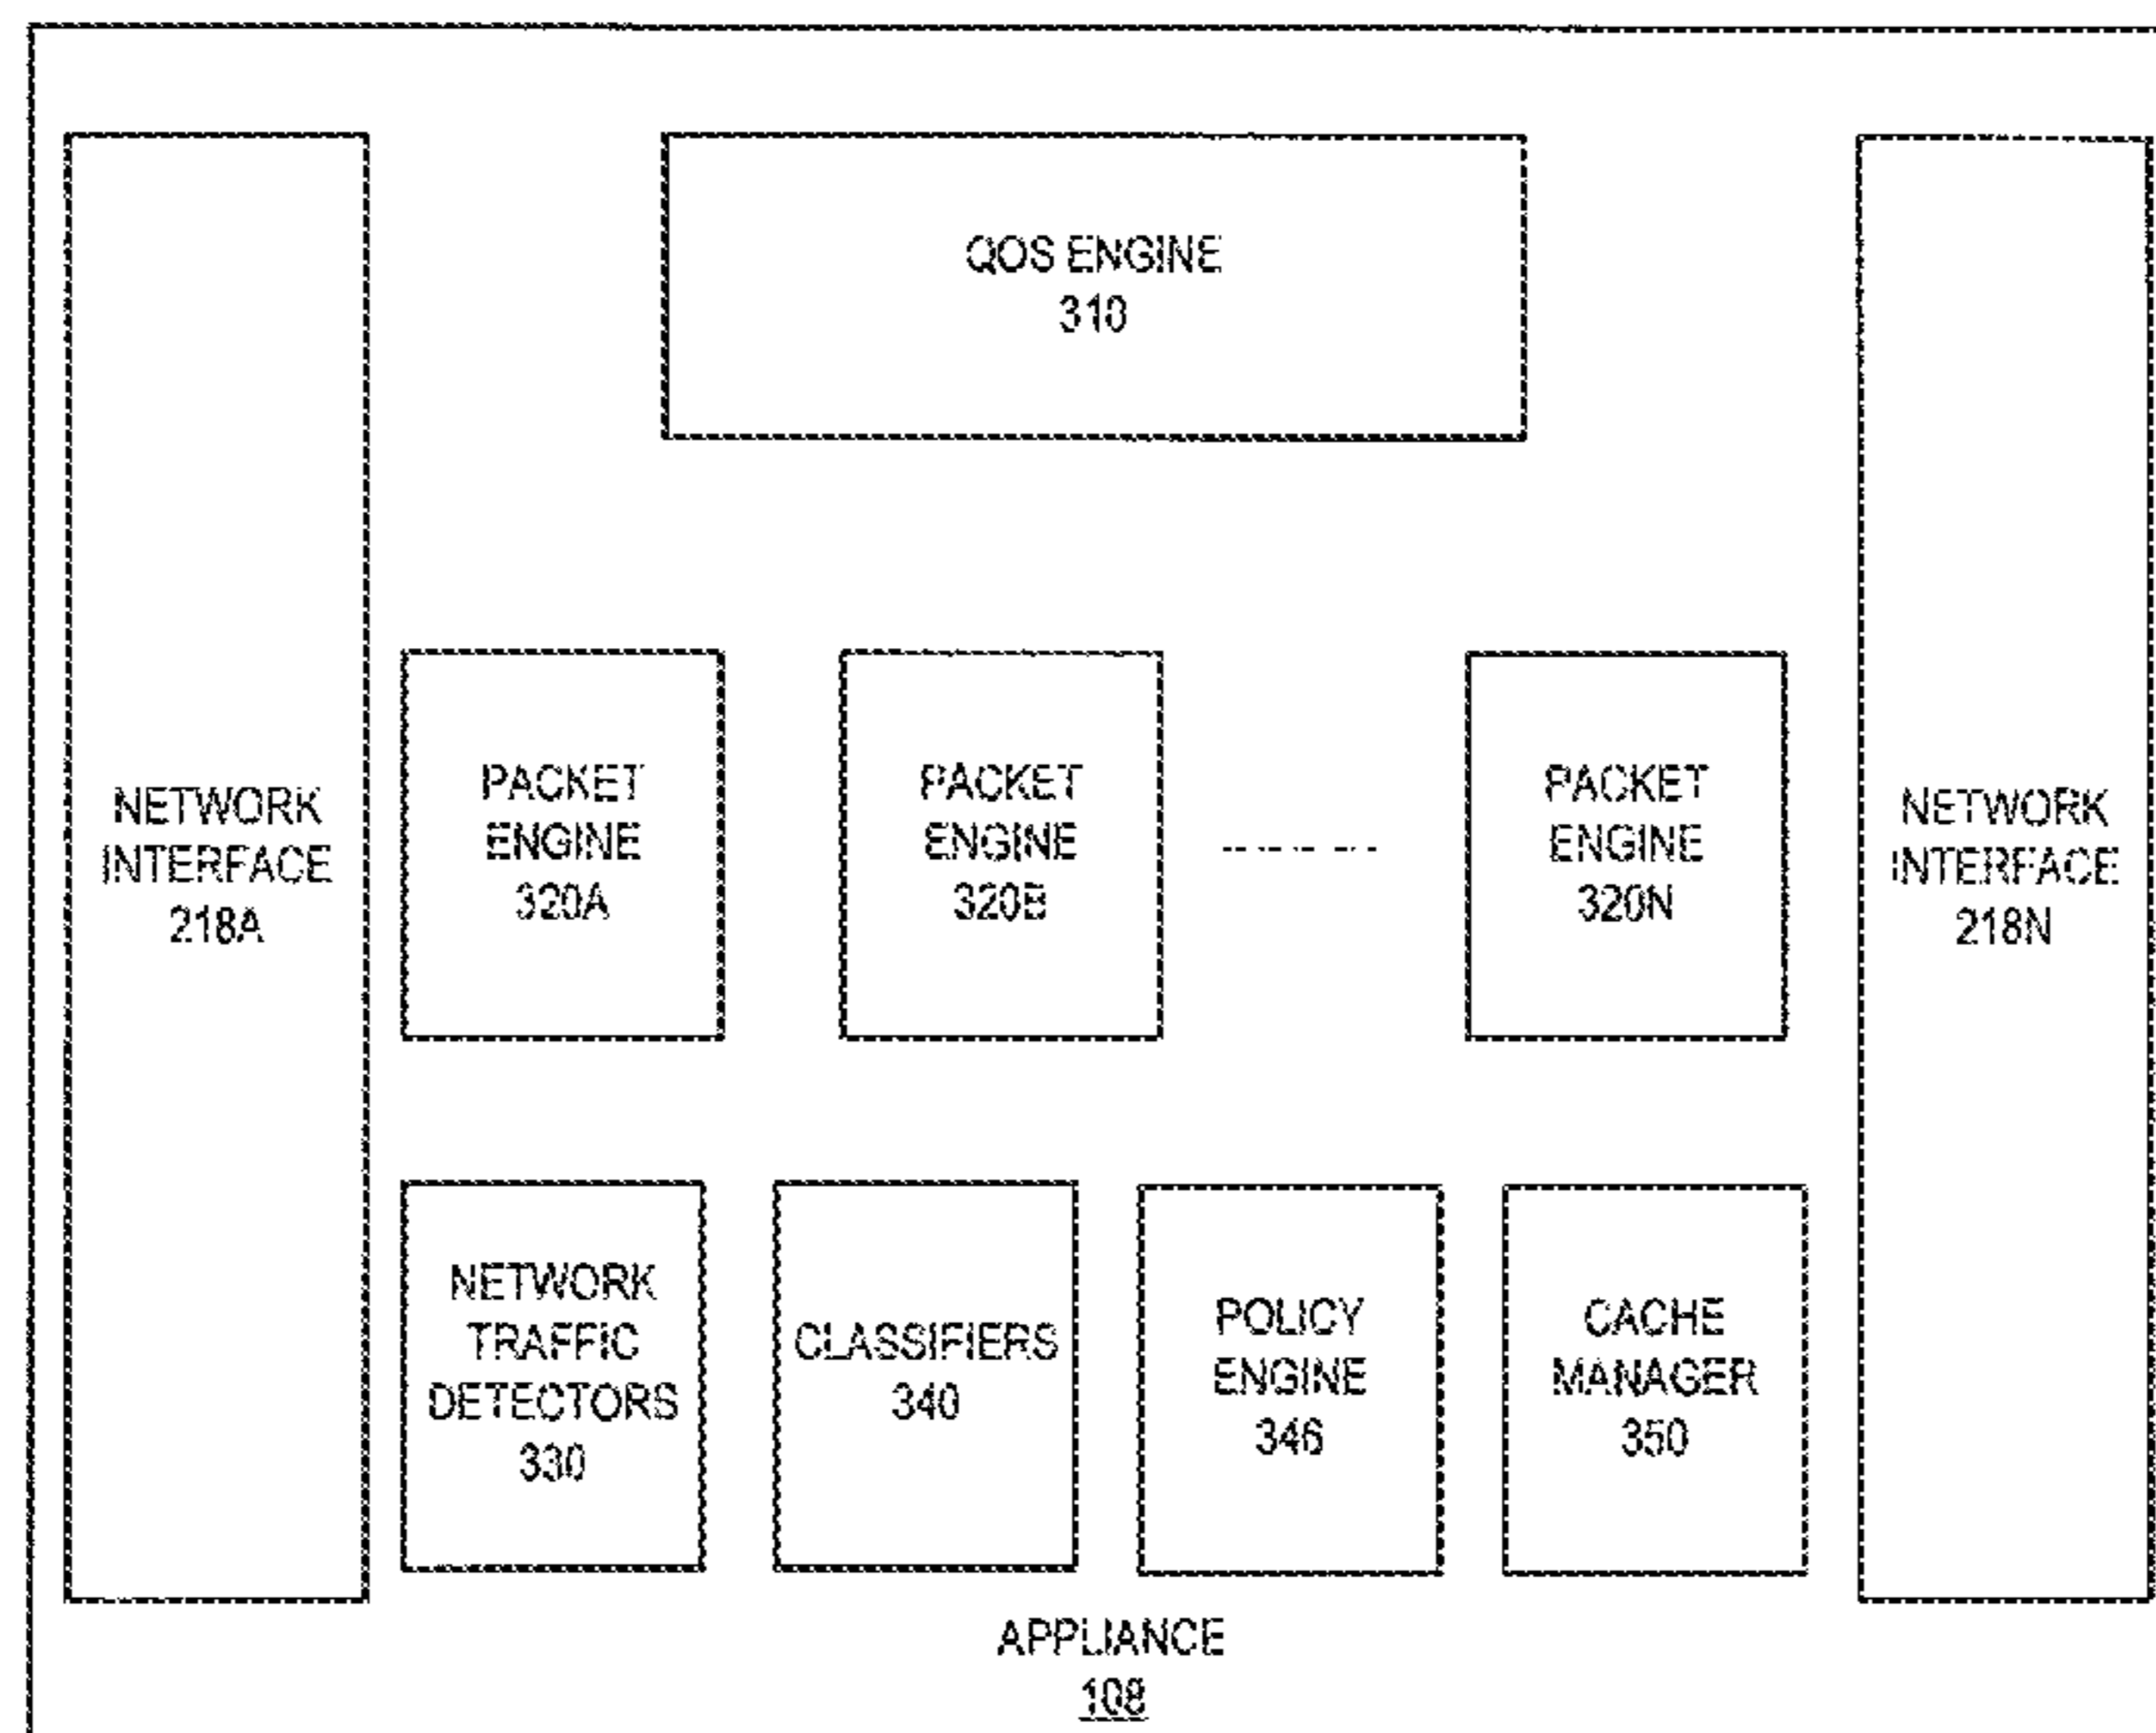 QOS ENGINE
310
NETWORK
INTERFACE
218A
PACKET
ENGINE
320A
PACKET
ENGINE
320B
PACKET
ENGINE
320N
NETWORK
INTERFACE
218N
NETWORK
TRAFFIC
DETECTORS
330
CLASSIFIERS
340
POLICY
ENGINE
346
CACHE
MANAGER
350
APPLIANCE
108